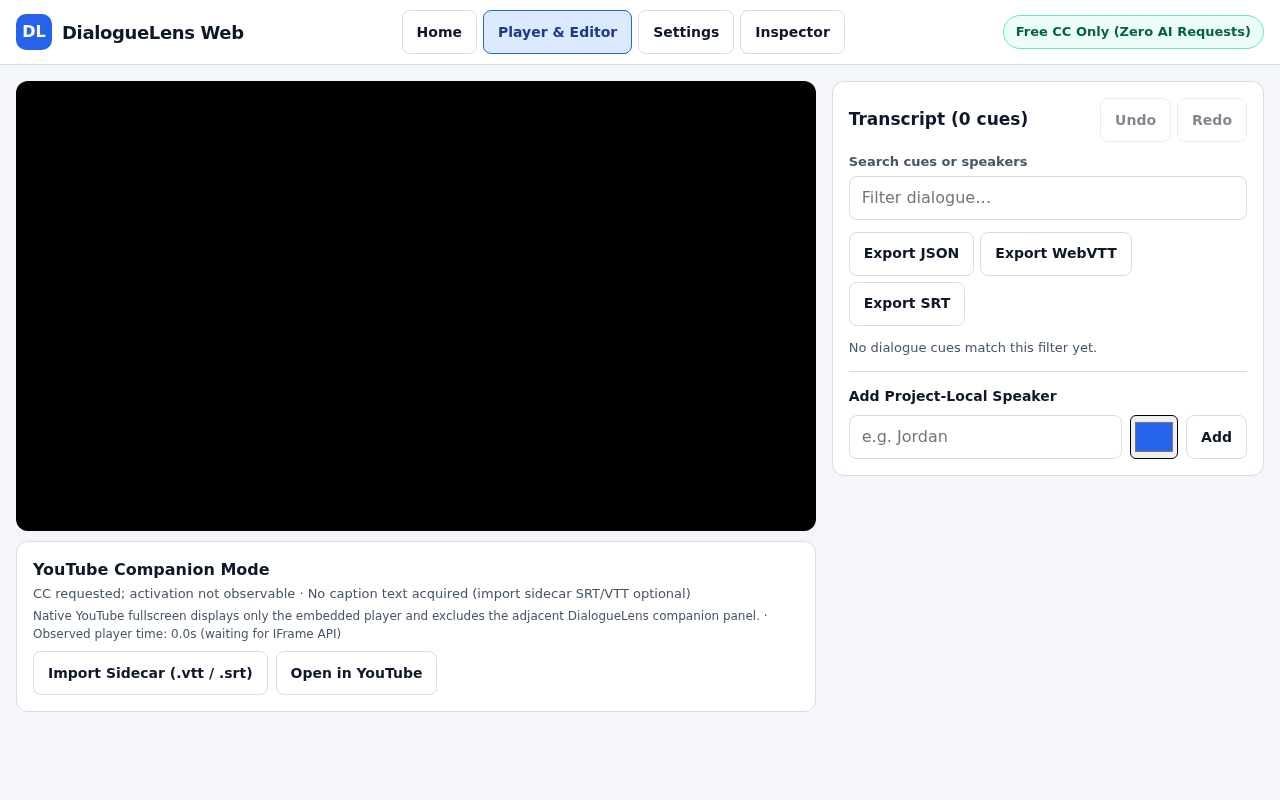 DL DialogueLens Web
Home
Player & Editor
Settings
Inspector
Free CC Only (Zero AI Requests)
Transcript (0 cues)
Undo
Redo
Search cues or speakers
Filter dialogue...
Export JSON
Export WebVTT
Export SRT
No dialogue cues match this filter yet.
Add Project-Local Speaker
e.g. Jordan
Add
YouTube Companion Mode
CC requested; activation not observable · No caption text acquired (import sidecar SRT/VTT optional)
Native YouTube fullscreen displays only the embedded player and excludes the adjacent DialogueLens companion panel. ·
Observed player time: 0.0s (waiting for IFrame API)
Import Sidecar (.vtt / .srt)
Open in YouTube